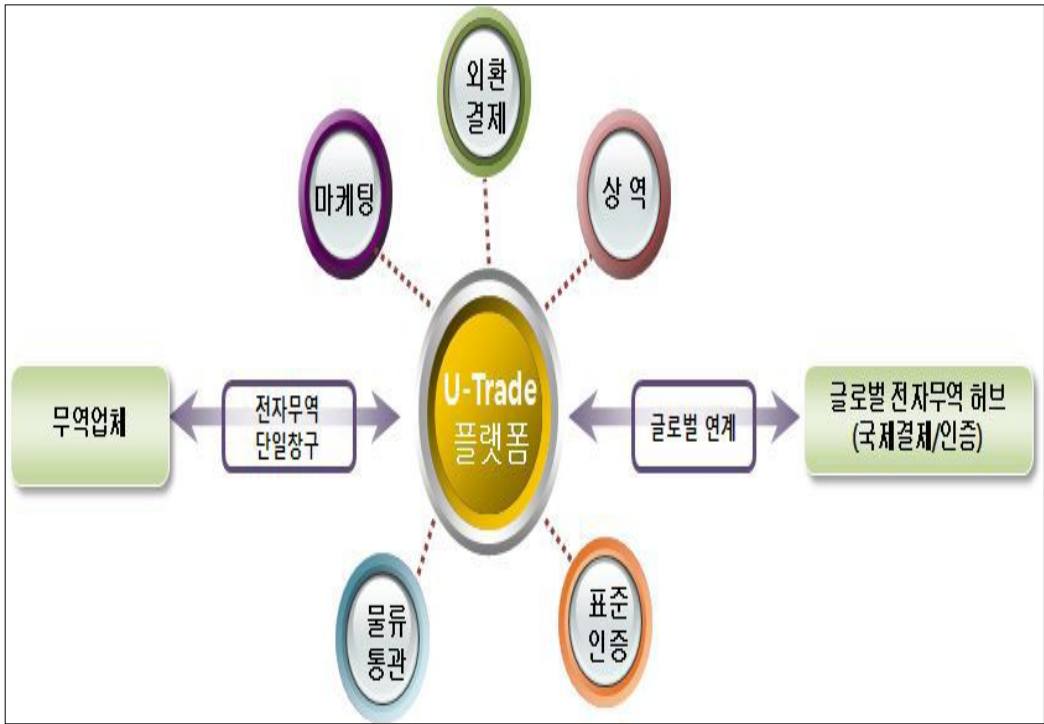 외환
결제
마케팅
상 역
무역업체
전자무역
단일창구
U-Trade
플랫폼
글로벌 연계
글로벌 전자무역 허브
(국제결제/인증)
물류
통관
표준
인증